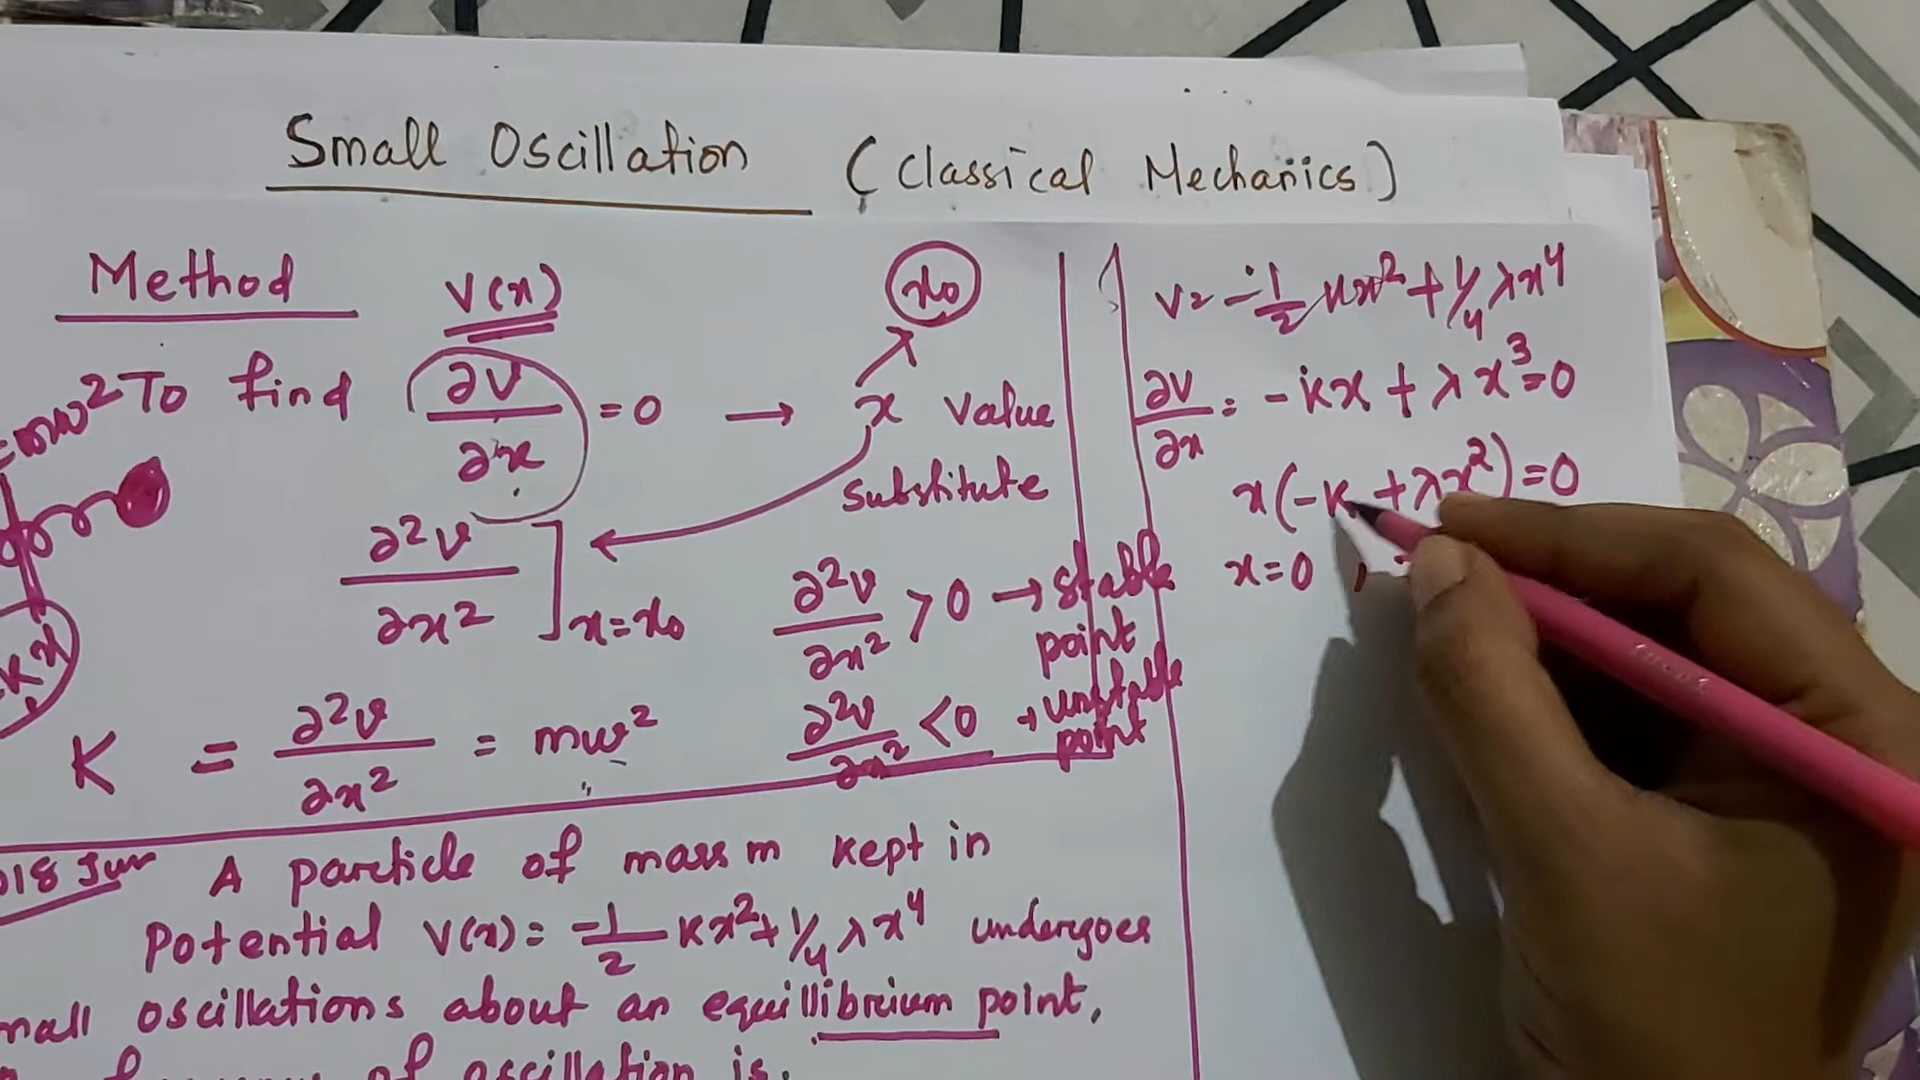 Small Oscillation (Classical Mechanics)
Method
V(x)
To find ∂V/∂x = 0 → x value
x₀
substitute
∂²V/∂x² ]x=x₀
∂²V/∂x² > 0 → stable point
∂²V/∂x² < 0 → unstable point
K = ∂²V/∂x² = mω²
A particle of mass m kept in
Potential V(x) = -1/2 Kx² + 1/4 λx⁴ undergoes
small oscillations about an equillibrium point.
of oscillation is.
V = -1/2 Kx² + 1/4 λx⁴
∂V/∂x = -kx + λx³ = 0
x(-K + λx²) = 0
x = 0 ,